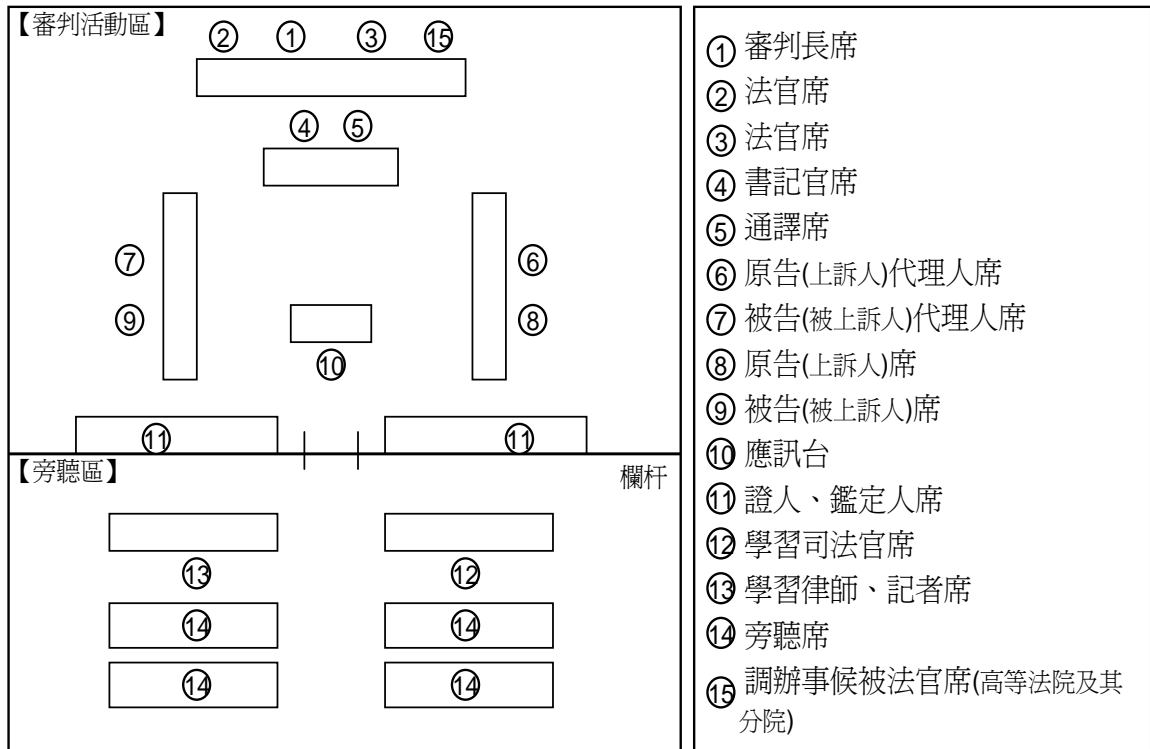 【審判活動區】
② ① ③ ⑮
④ ⑤
⑦ ⑥
⑨ ⑧
⑩
⑪ ⑪
【旁聽區】 欄杆
⑬ ⑫
⑭ ⑭
⑭ ⑭
① 審判長席
② 法官席
③ 法官席
④ 書記官席
⑤ 通譯席
⑥ 原告(上訴人)代理人席
⑦ 被告(被上訴人)代理人席
⑧ 原告(上訴人)席
⑨ 被告(被上訴人)席
⑩ 應訊台
⑪ 證人、鑑定人席
⑫ 學習司法官席
⑬ 學習律師、記者席
⑭ 旁聽席
⑮ 調辦事候被法官席(高等法院及其
分院)